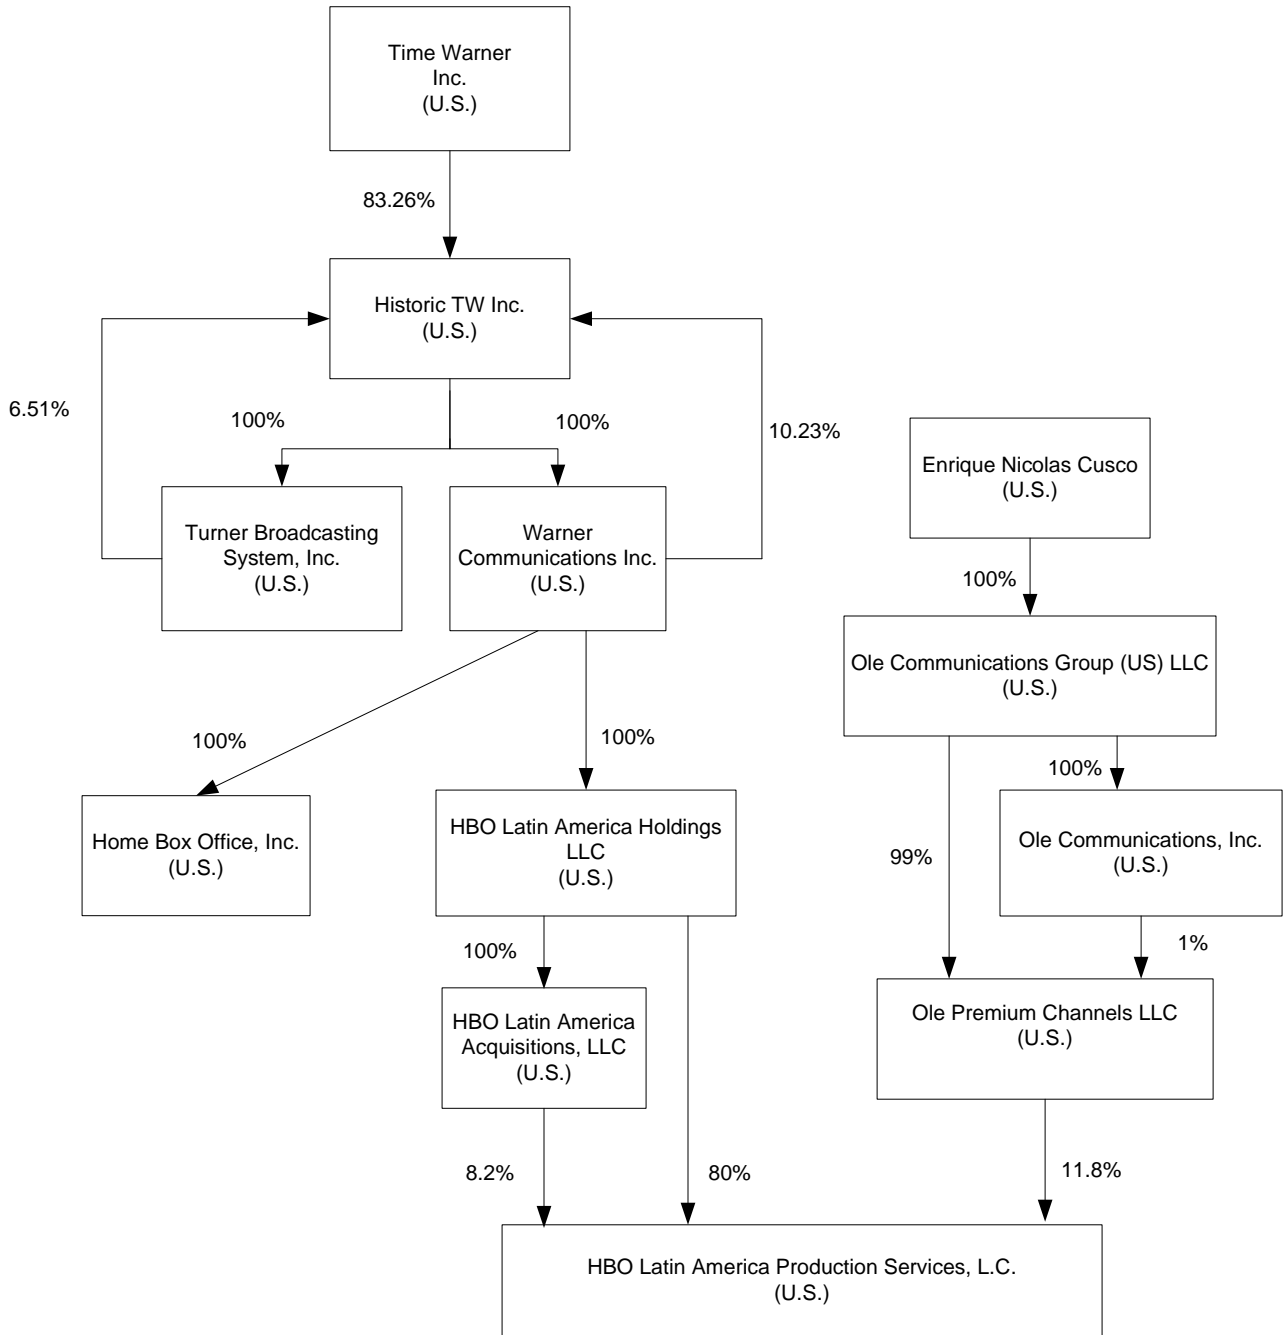 Time Warner
Inc.
(U.S.)
83.26%
Historic TW Inc.
(U.S.)
6.51%
100%
100%
10.23%
Turner Broadcasting
System, Inc.
(U.S.)
Warner
Communications Inc.
(U.S.)
Enrique Nicolas Cusco
(U.S.)
100%
Ole Communications Group (US) LLC
(U.S.)
100%
100%
100%
99%
Home Box Office, Inc.
(U.S.)
HBO Latin America Holdings
LLC
(U.S.)
Ole Communications, Inc.
(U.S.)
100%
1%
HBO Latin America
Acquisitions, LLC
(U.S.)
Ole Premium Channels LLC
(U.S.)
8.2%
80%
11.8%
HBO Latin America Production Services, L.C.
(U.S.)